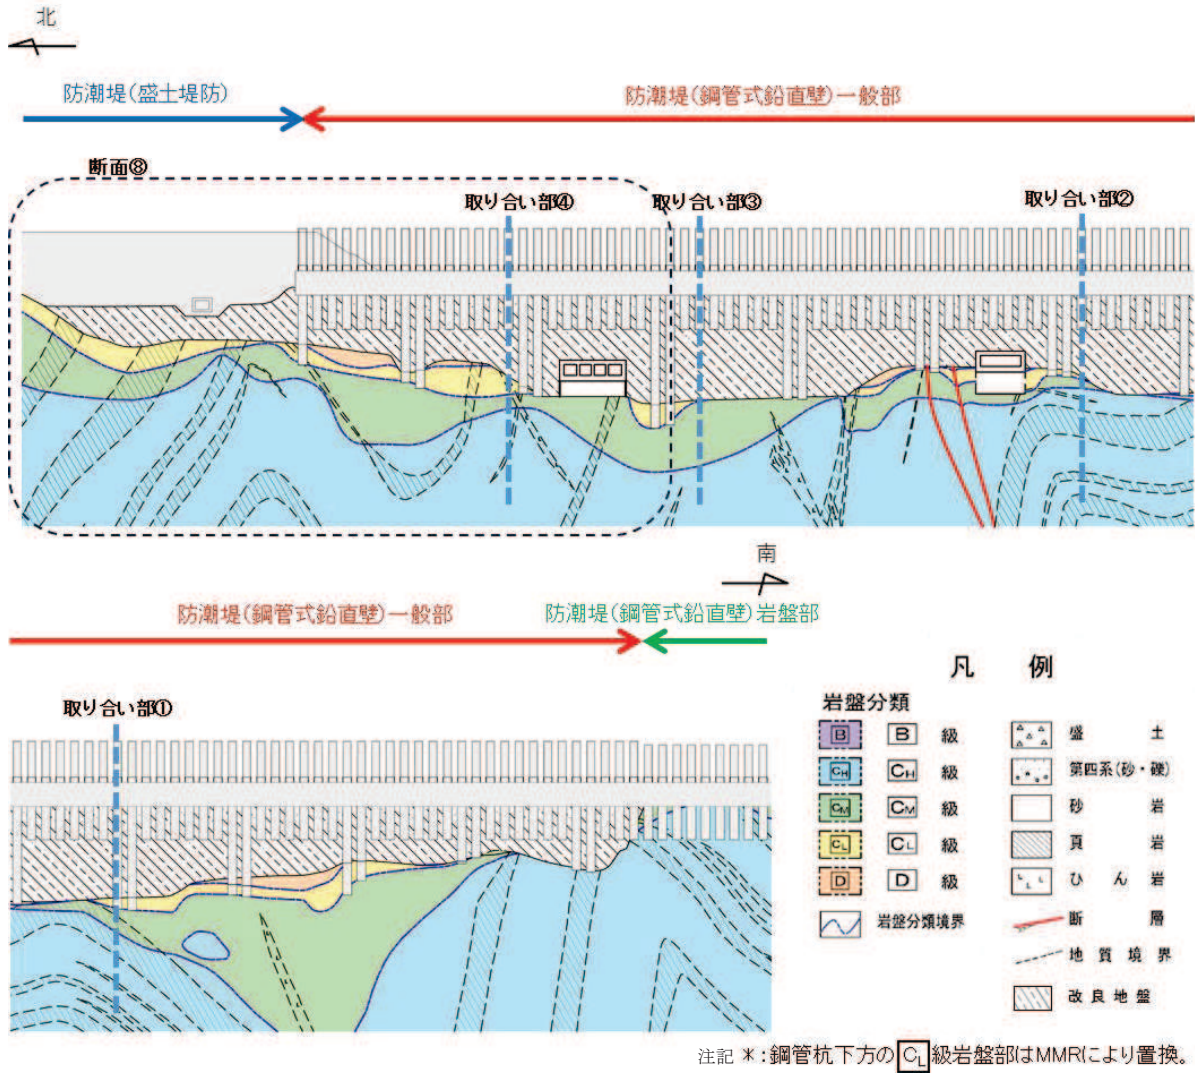 北
防潮堤(盛土堤防)
防潮堤(鋼管式鉛直壁)一般部
断面⑧
取り合い部④
取り合い部③
取り合い部②
南
防潮堤(鋼管式鉛直壁)一般部
防潮堤(鋼管式鉛直壁)岩盤部
取り合い部①
凡 例
岩盤分類
B B 級
CH CH 級
CM CM 級
CL CL 級
D D 級
岩盤分類境界
盛土
第四系(砂・礫)
砂岩
頁岩
ひん岩
断層
地質境界
改良地盤
注記 *:鋼管杭下方のCL級岩盤部はMMRにより置換。